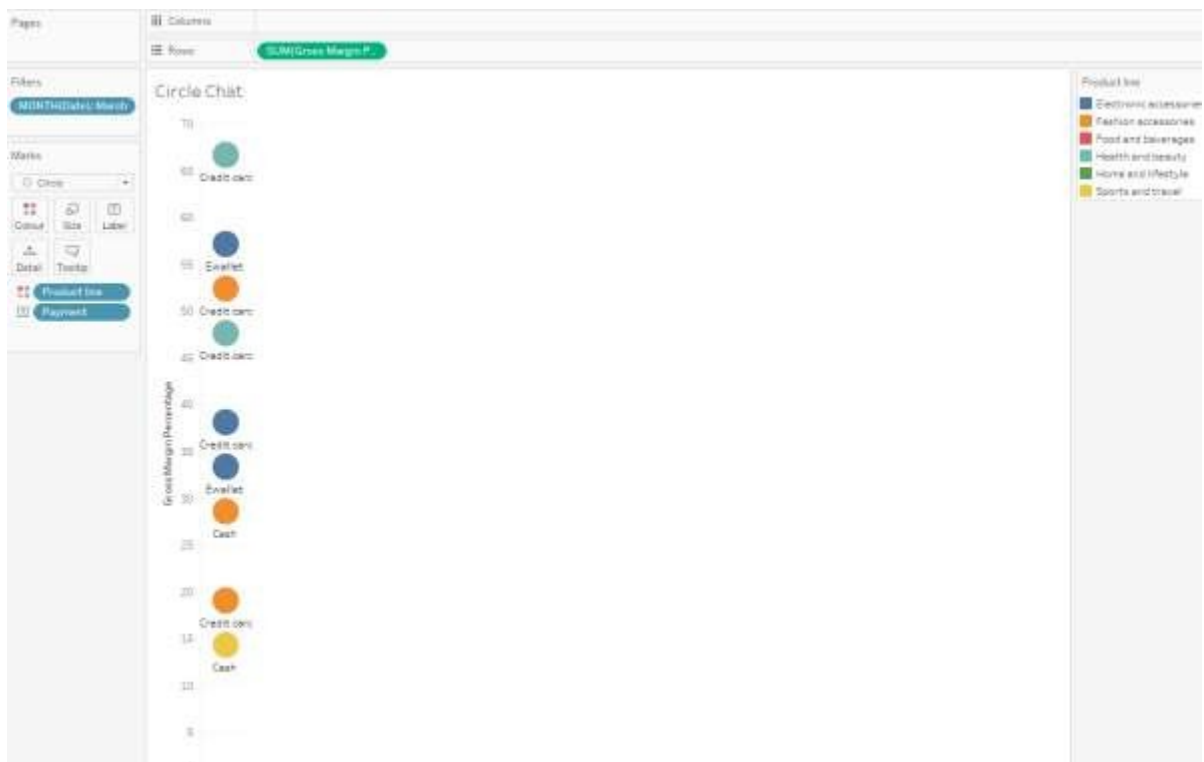 Pages
Columns
Rows
SUM(Gross Margin P..
Filters
MONTH(Date): March
Marks
Circle
Colour
Size
Label
Detail
Tooltip
Product line
Payment
Circle Chat
Gross Margin Percentage
70
65
60
55
50
45
40
35
30
25
20
15
10
5
Credit card
Ewallet
Credit card
Credit card
Credit card
Ewallet
Cash
Credit card
Cash
Product line
Electronic accessories
Fashion accessories
Food and beverages
Health and beauty
Home and lifestyle
Sports and travel